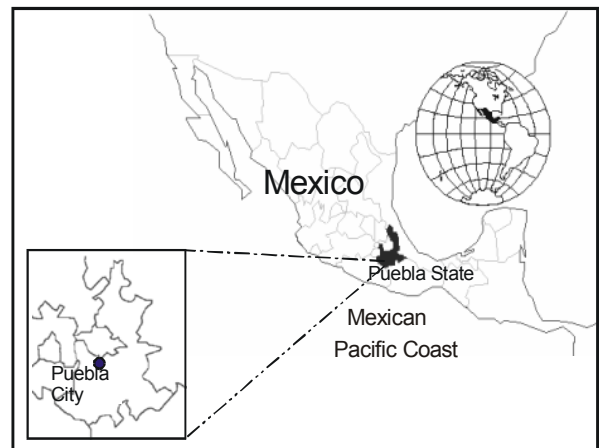 Mexico
Puebla State
Mexican
Pacific Coast
Puebla
City